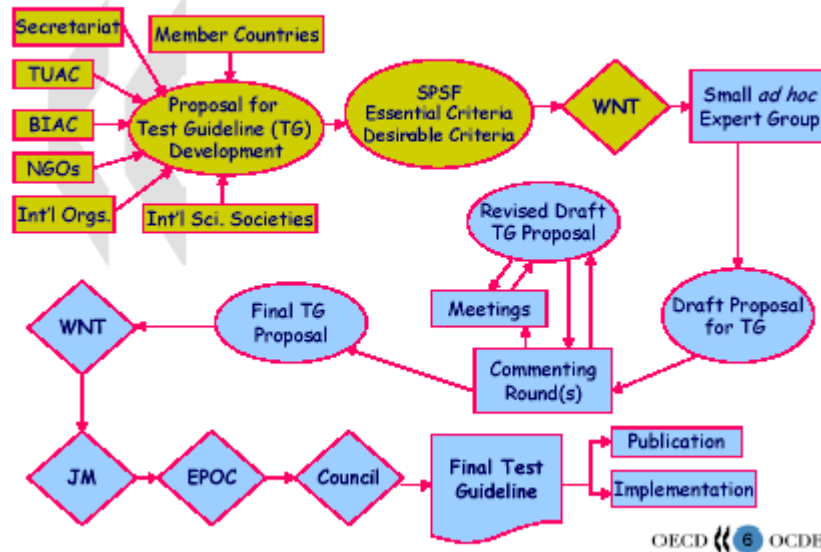 Secretariat
Member Countries
TUAC
BIAC
NGOs
Int'l Orgs.
Int'l Sci. Societies
Proposal for
Test Guideline (TG)
Development
SPSF
Essential Criteria
Desirable Criteria
WNT
Small ad hoc
Expert Group
Draft Proposal
for TG
Revised Draft
TG Proposal
Meetings
Commenting
Round(s)
Final TG
Proposal
WNT
JM
EPOC
Council
Final Test
Guideline
Publication
Implementation
OECD 6 OCDE